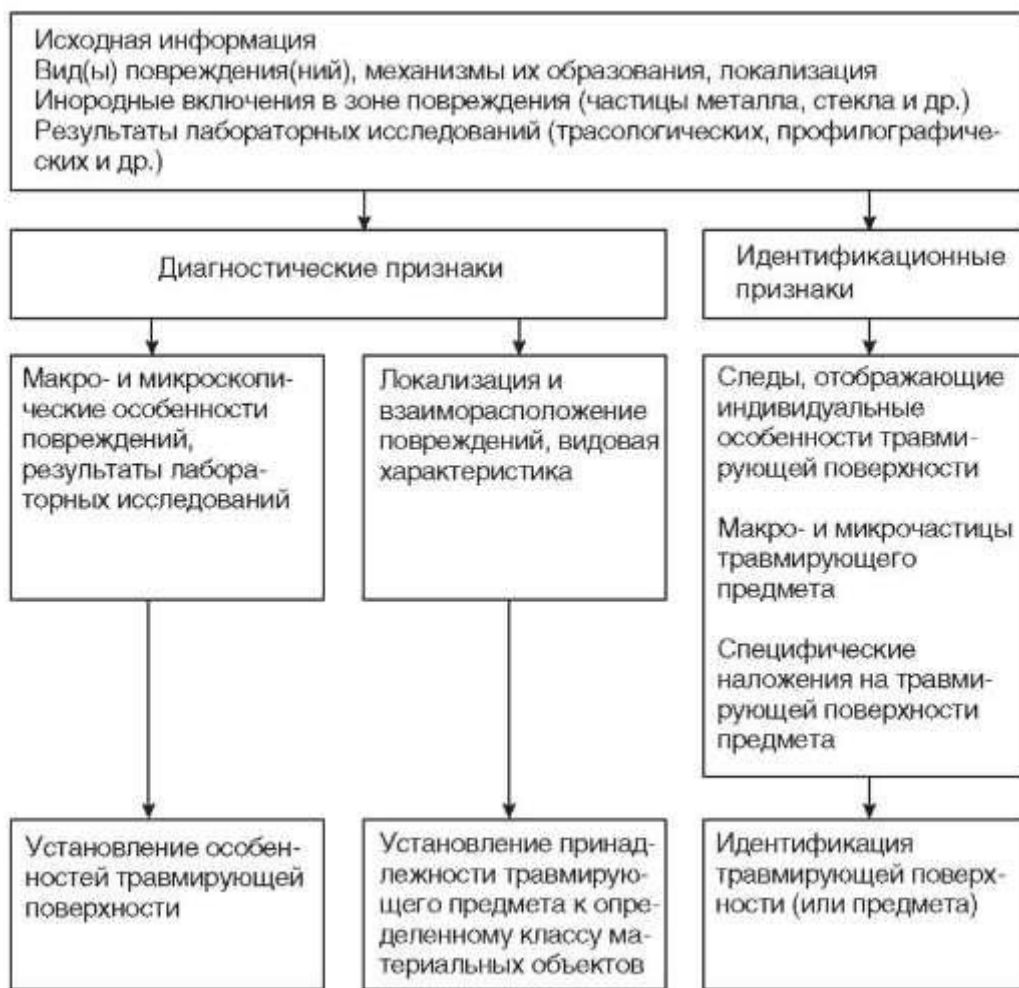 Исходная информация
Вид(ы) повреждения(ний), механизмы их образования, локализация
Инородные включения в зоне повреждения (частицы металла, стекла и др.)
Результаты лабораторных исследований (трасологических, профилографиче-
ских и др.)
Диагностические признаки
Идентификационные
признаки
Макро- и микроскопи-
ческие особенности
повреждений,
результаты лабора-
торных исследований
Локализация и
взаиморасположение
повреждений, видовая
характеристика
Следы, отображающие
индивидуальные
особенности травми-
рующей поверхности
Макро- и микрочастицы
травмирующего
предмета
Специфические
наложения на травми-
рующей поверхности
предмета
Установление особен-
ностей травмирующей
поверхности
Установление принад-
лежности травмирую-
щего предмета к опре-
деленному классу ма-
териальных объектов
Идентификация
травмирующей поверх-
ности (или предмета)